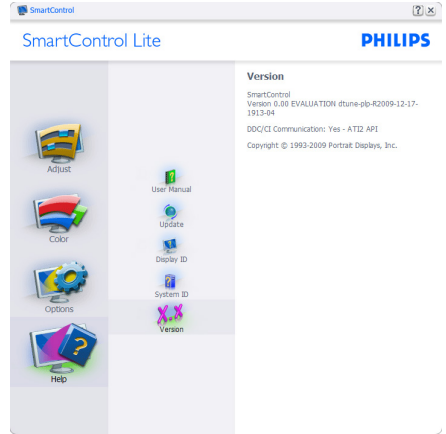 SmartControl
SmartControl Lite
PHILIPS
Adjust
Color
Options
Help
User Manual
Update
Display ID
System ID
X.X
Version
Version
SmartControl
Version 0.00 EVALUATION dtune-plp-R2009-12-17-
1913-04
DDC/CI Communication: Yes - ATI2 API
Copyright © 1993-2009 Portrait Displays, Inc.